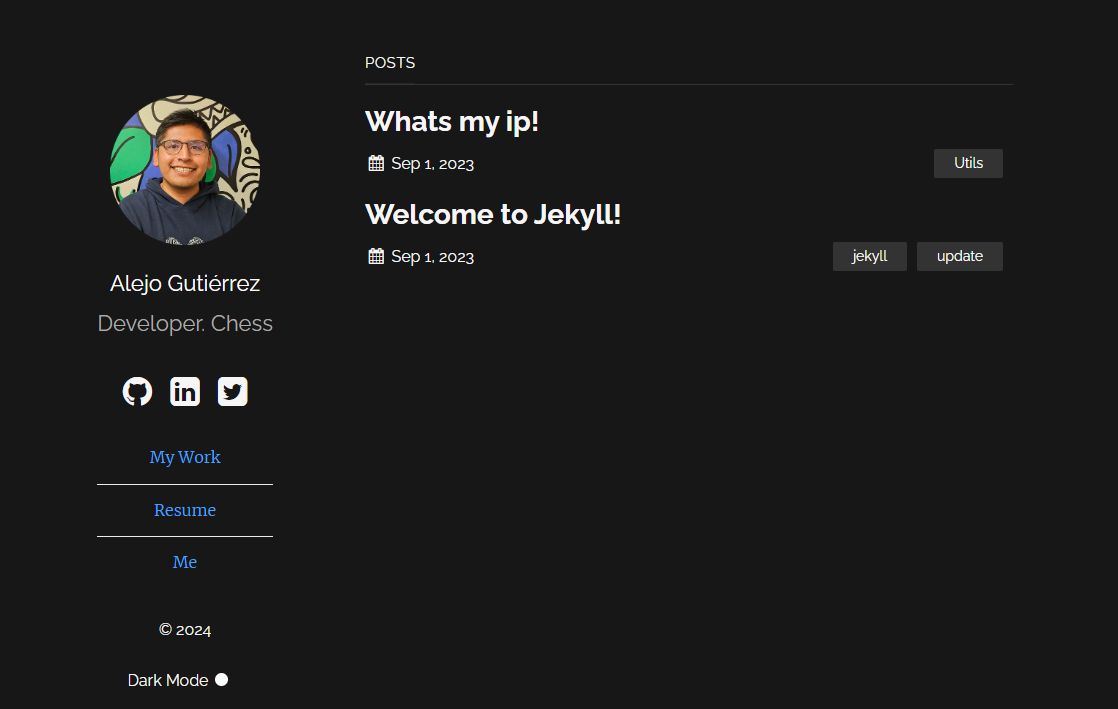 POSTS
Whats my ip!
Sep 1, 2023
Utils
Welcome to Jekyll!
Sep 1, 2023
jekyll
update
Alejo Gutiérrez
Developer. Chess
My Work
Resume
Me
© 2024
Dark Mode